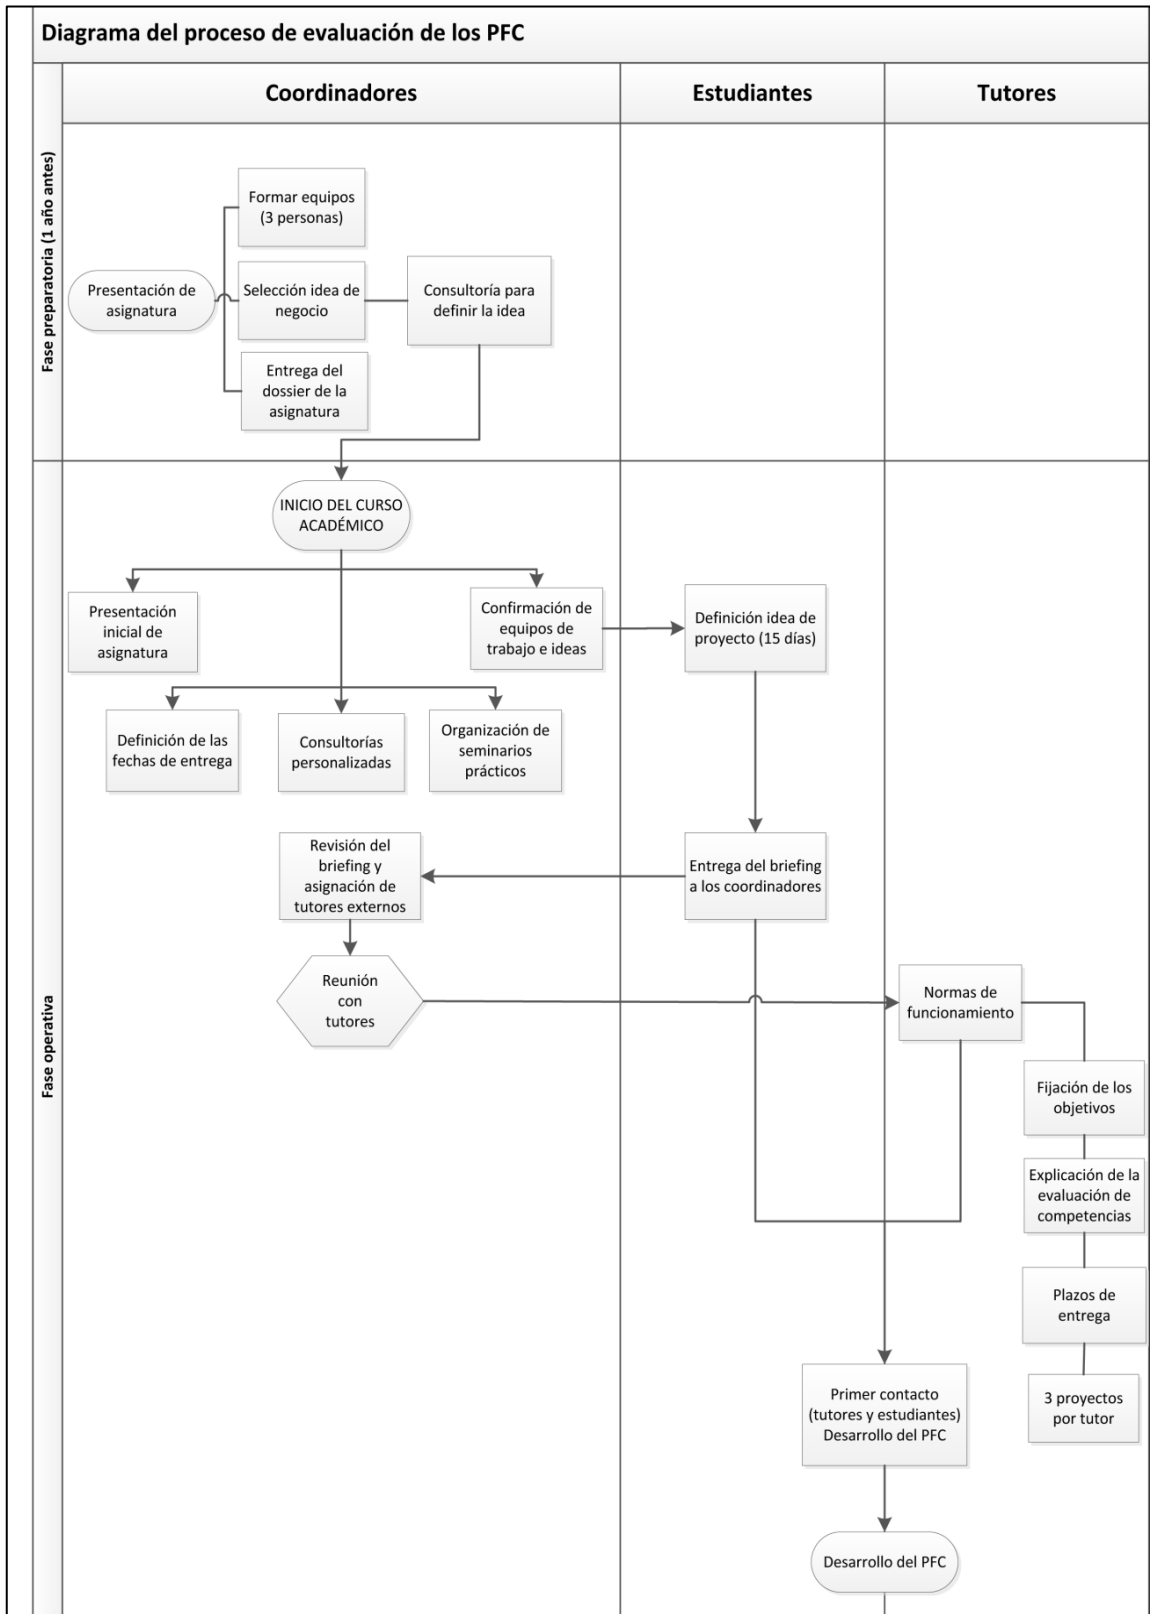 Diagrama del proceso de evaluación de los PFC
Coordinadores
Estudiantes
Tutores
Fase preparatoria (1 año antes)
Formar equipos
(3 personas)
Presentación de
asignatura
Selección idea de
negocio
Consultoría para
definir la idea
Entrega del
dossier de la
asignatura
Fase operativa
INICIO DEL CURSO
ACADÉMICO
Presentación
inicial de
asignatura
Confirmación de
equipos de
trabajo e ideas
Definición idea de
proyecto (15 días)
Definición de las
fechas de entrega
Consultorías
personalizadas
Organización de
seminarios
prácticos
Revisión del
briefing y
asignación de
tutores externos
Entrega del briefing
a los coordinadores
Reunión
con
tutores
Normas de
funcionamiento
Fijación de los
objetivos
Explicación de la
evaluación de
competencias
Plazos de
entrega
3 proyectos
por tutor
Primer contacto
(tutores y estudiantes)
Desarrollo del PFC
Desarrollo del PFC